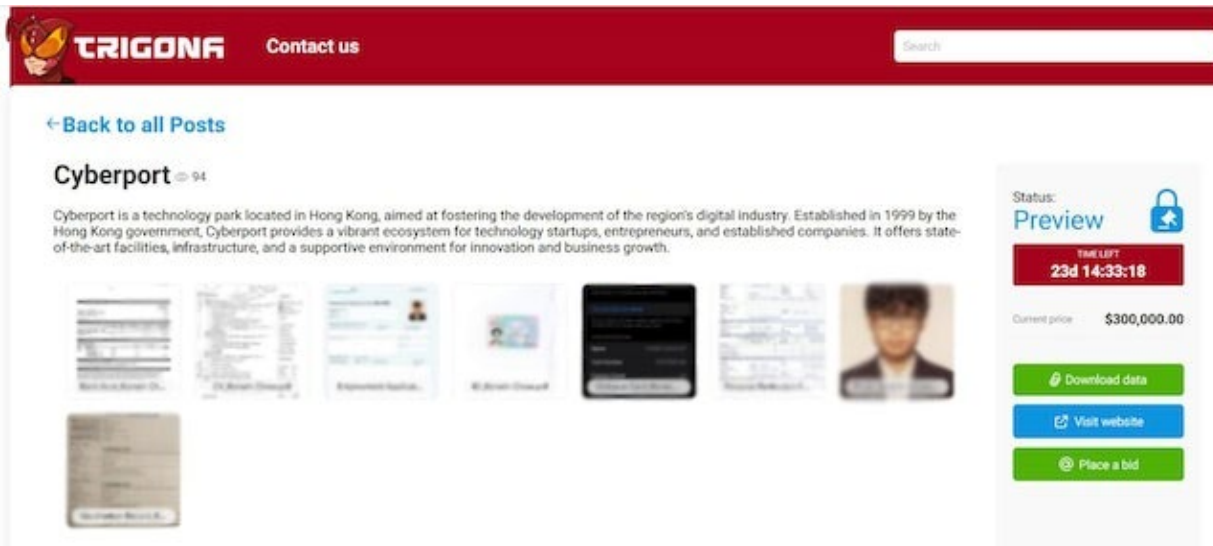 TRIGONA
Contact us
Search
←Back to all Posts
Cyberport 94
Cyberport is a technology park located in Hong Kong, aimed at fostering the development of the region's digital industry. Established in 1999 by the
Hong Kong government, Cyberport provides a vibrant ecosystem for technology startups, entrepreneurs, and established companies. It offers state-
of-the-art facilities, infrastructure, and a supportive environment for innovation and business growth.
Status:
Preview
TIME LEFT
23d 14:33:18
Current price $300,000.00
Download data
Visit website
Place a bid